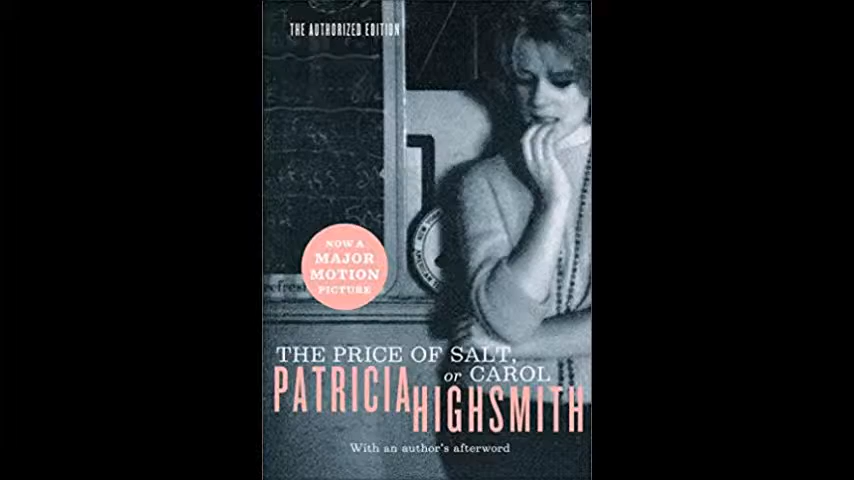 THE AUTHORIZED EDITION
NOW A
MAJOR
MOTION
PICTURE
refres
THE PRICE OF SALT,
or CAROL
PATRICIA
HIGHSMITH
With an author's afterword